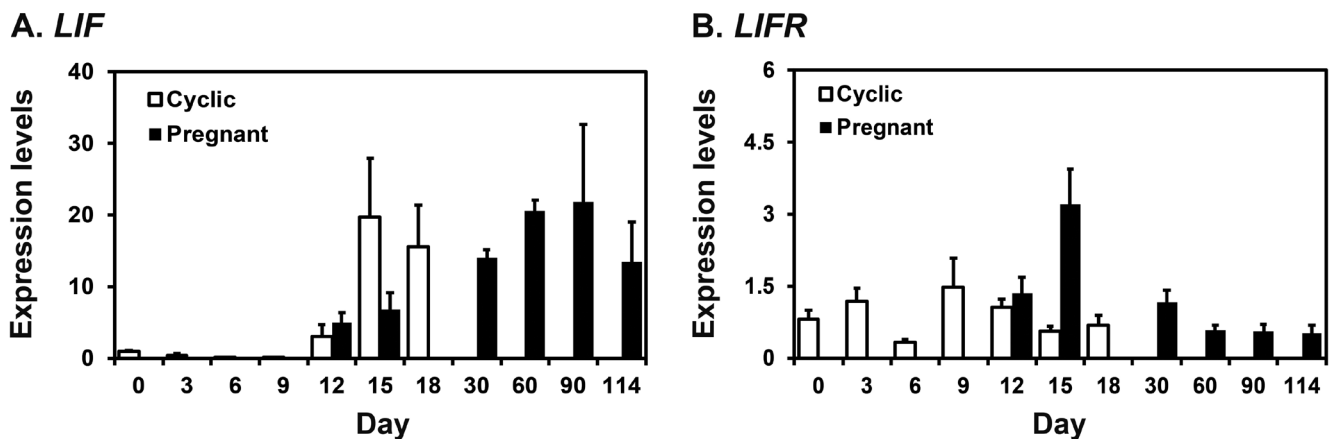 A. LIF
40
30
20
10
0
Expression levels
Cyclic
Pregnant
0 3 6 9 12 15 18 30 60 90 114
Day
B. LIFR
6
4.5
3
1.5
0
Expression levels
Cyclic
Pregnant
0 3 6 9 12 15 18 30 60 90 114
Day